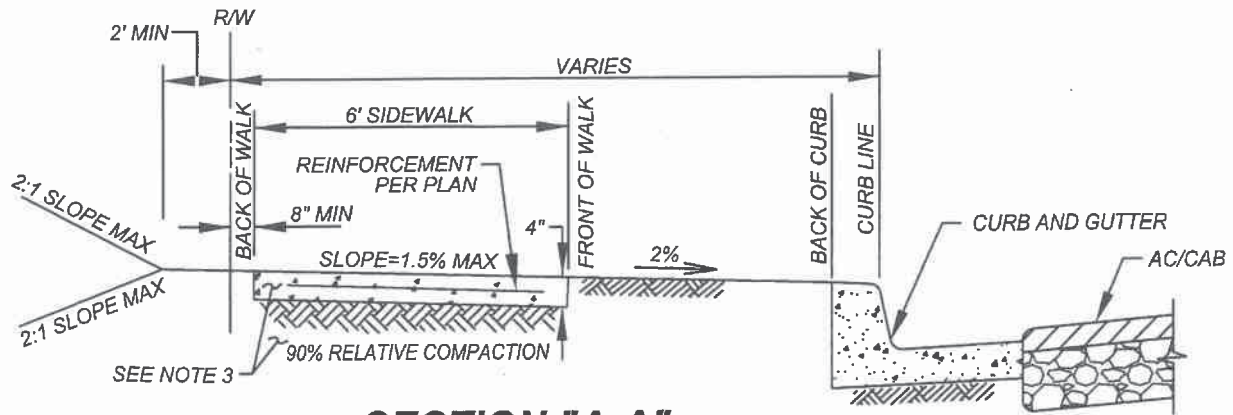 R/W
2' MIN
VARIES
6' SIDEWALK
BACK OF WALK
FRONT OF WALK
BACK OF CURB
CURB LINE
REINFORCEMENT
PER PLAN
2:1 SLOPE MAX
8" MIN
4"
CURB AND GUTTER
SLOPE=1.5% MAX
2%
AC/CAB
2:1 SLOPE MAX
90% RELATIVE COMPACTION
SEE NOTE 3
SECTION "A-A"